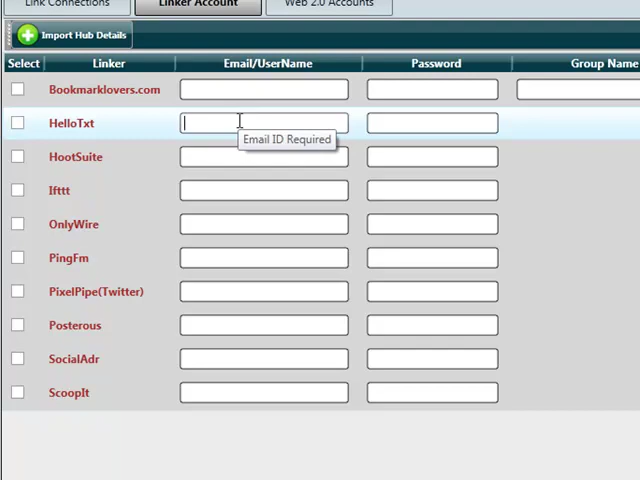 Link Connections Linker Account Web 2.0 Accounts
Import Hub Details
Select Linker Email/UserName Password Group Name
Bookmarklovers.com
HelloTxt
Email ID Required
HootSuite
Ifttt
OnlyWire
PingFm
PixelPipe(Twitter)
Posterous
SocialAdr
ScoopIt